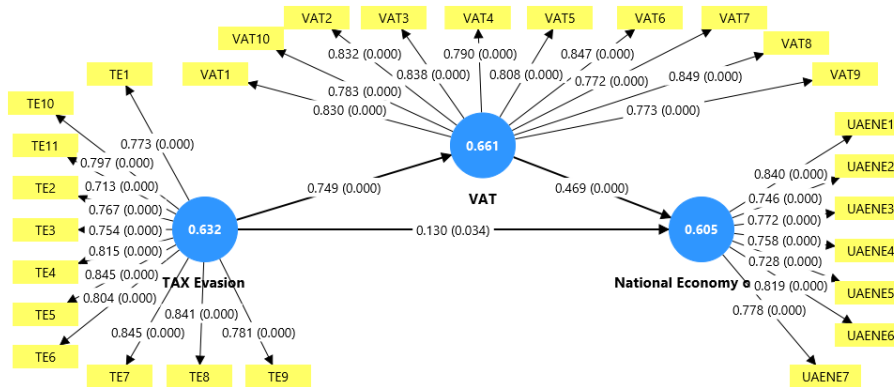 VAT2
VAT3
VAT4
VAT5
VAT6
VAT7
VAT10
VAT8
VAT1
VAT9
TE1
0.832 (0.000)
0.838 (0.000)
0.790 (0.000)
0.808 (0.000)
0.847 (0.000)
0.772 (0.000)
0.849 (0.000)
0.783 (0.000)
0.773 (0.000)
0.830 (0.000)
TE10
TE11
TE2
TE3
TE4
TE5
TE6
TE7
TE8
TE9
0.773 (0.000)
0.797 (0.000)
0.713 (0.000)
0.767 (0.000)
0.754 (0.000)
0.815 (0.000)
0.845 (0.000)
0.804 (0.000)
0.845 (0.000)
0.841 (0.000)
0.781 (0.000)
0.632
TAX Evasion
0.749 (0.000)
0.661
VAT
0.469 (0.000)
0.130 (0.034)
0.605
National Economy o
0.840 (0.000)
0.746 (0.000)
0.772 (0.000)
0.758 (0.000)
0.728 (0.000)
0.819 (0.000)
0.778 (0.000)
UAENE1
UAENE2
UAENE3
UAENE4
UAENE5
UAENE6
UAENE7